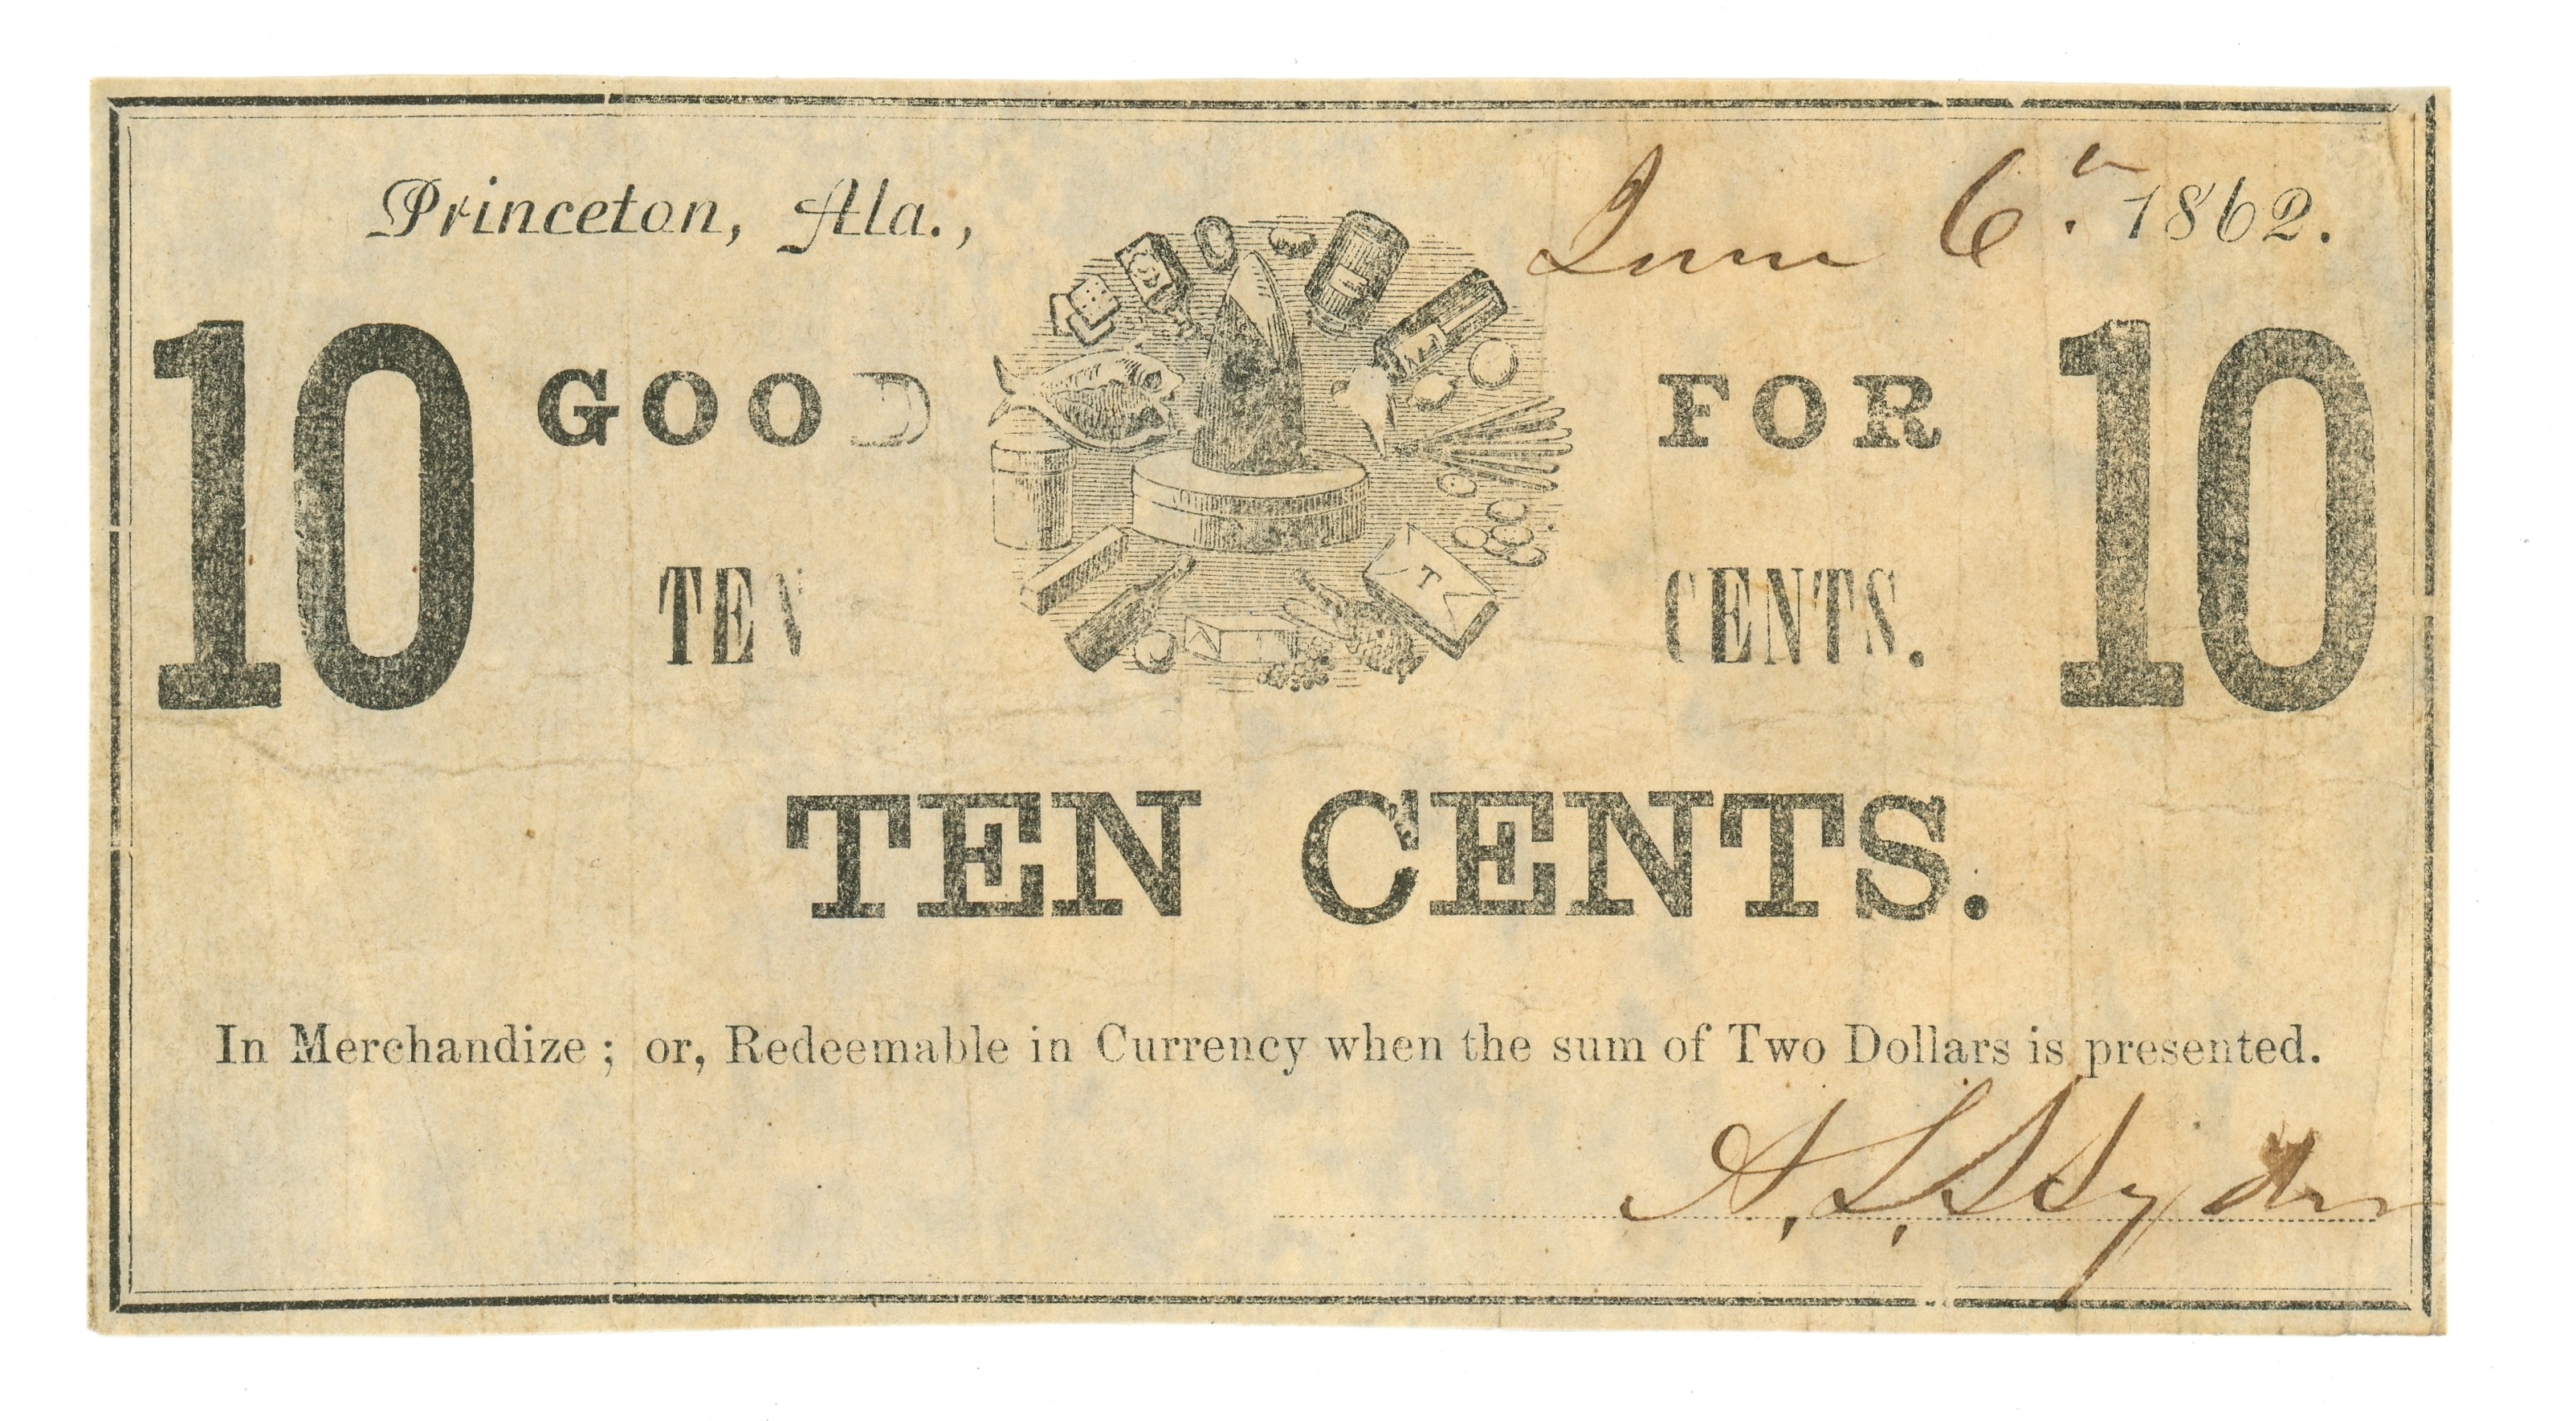 Princeton, Ala., June 6th 1862.
10 GOOD FOR 10
TEN CENTS.
T
TEN CENTS.
In Merchandize; or, Redeemable in Currency when the sum of Two Dollars is presented.
A. L.